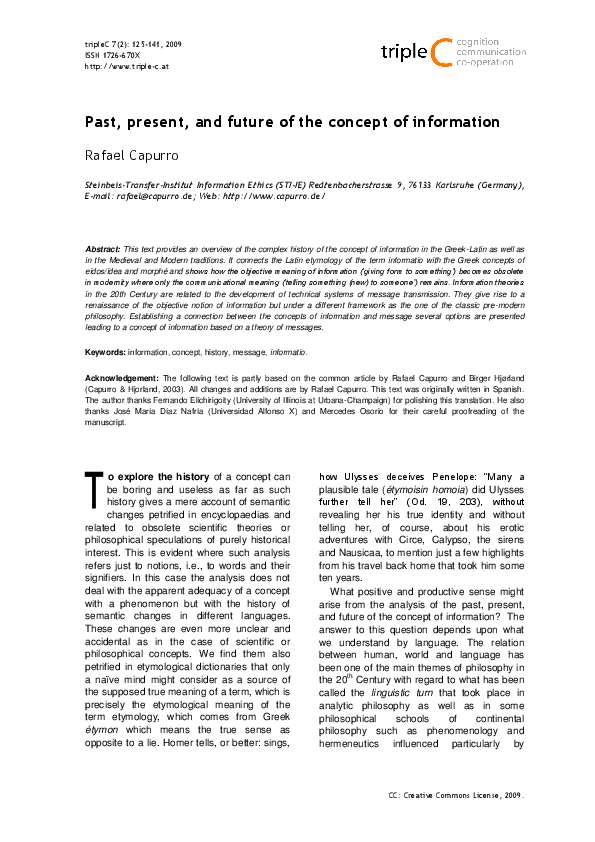 tripleC 7(2): 125-141, 2009
ISSN 1726-670X
http://www.triple-c.at
triple C cognition
communication
co-operation
Past, present, and future of the concept of information
Rafael Capurro
Steinbeis-Transfer-Institut Information Ethics (STI-IE) Redtenbacherstrasse 9, 76133 Karlsruhe (Germany),
E-mail: rafael@capurro.de; Web: http://www.capurro.de/
Abstract: This text provides an overview of the complex history of the concept of information in the Greek-Latin as well as
in the Medieval and Modern traditions. It connects the Latin etymology of the term informatio with the Greek concepts of
eidos/idea and morphé and shows how the objective meaning of information ('giving form to something') becomes obsolete
in modernity where only the communicational meaning ('telling something (new) to someone') remains. Information theories
in the 20th Century are related to the development of technical systems of message transmission. They give rise to a
renaissance of the objective notion of information but under a different framework as the one of the classic pre-modern
philosophy. Establishing a connection between the concepts of information and message several options are presented
leading to a concept of information based on a theory of messages.
Keywords: information, concept, history, message, informatio.
Acknowledgement: The following text is partly based on the common article by Rafael Capurro and Birger Hjørland
(Capurro & Hjorland, 2003). All changes and additions are by Rafael Capurro. This text was originally written in Spanish.
The author thanks Fernando Elichirigoity (University of Illinois at Urbana-Champaign) for polishing this translation. He also
thanks José María Díaz Nafría (Universidad Alfonso X) and Mercedes Osorio for their careful proofreading of the
manuscript.
To explore the history of a concept can
be boring and useless as far as such
history gives a mere account of semantic
changes petrified in encyclopaedias and
related to obsolete scientific theories or
philosophical speculations of purely historical
interest. This is evident where such analysis
refers just to notions, i.e., to words and their
signifiers. In this case the analysis does not
deal with the apparent adequacy of a concept
with a phenomenon but with the history of
semantic changes in different languages.
These changes are even more unclear and
accidental as in the case of scientific or
philosophical concepts. We find them also
petrified in etymological dictionaries that only
a naïve mind might consider as a source of
the supposed true meaning of a term, which is
precisely the etymological meaning of the
term etymology, which comes from Greek
étymon which means the true sense as
opposite to a lie. Homer tells, or better: sings,
how Ulysses deceives Penelope: "Many a
plausible tale (étymoisin homoia) did Ulysses
further tell her" (Od. 19, 203), without
revealing her his true identity and without
telling her, of course, about his erotic
adventures with Circe, Calypso, the sirens
and Nausicaa, to mention just a few highlights
from his travel back home that took him some
ten years.
What positive and productive sense might
arise from the analysis of the past, present,
and future of the concept of information? The
answer to this question depends upon what
we understand by language. The relation
between human, world and language has
been one of the main themes of philosophy in
the 20th Century with regard to what has been
called the linguistic turn that took place in
analytic philosophy as well as in some
philosophical schools of continental
philosophy such as phenomenology and
hermeneutics influenced particularly by
CC: Creative Commons License, 2009.